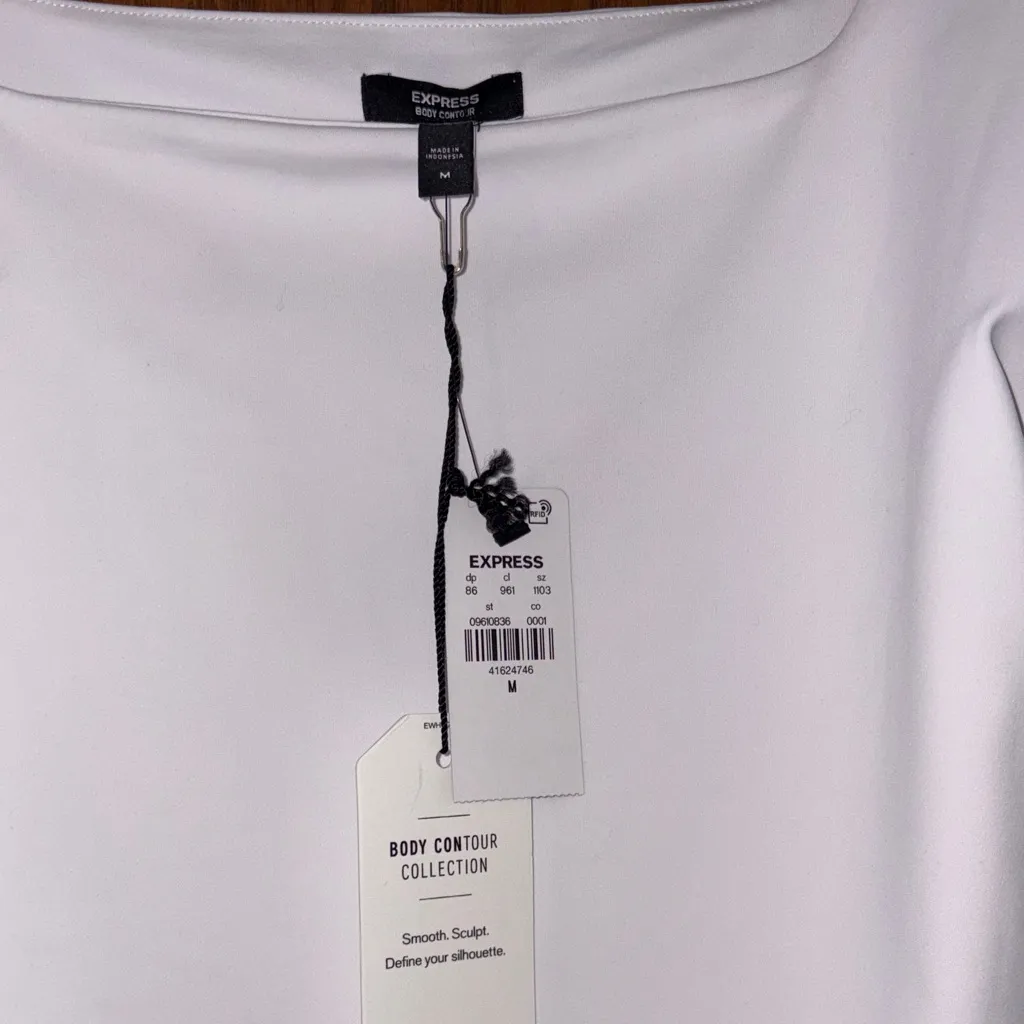 EXPRESS
BODY CONTOUR
MADE IN
INDONESIA
M
RFID
EXPRESS
dp cl sz
86 961 1103
st co
09610836 0001
41624746
M
BODY CONTOUR
COLLECTION
Smooth. Sculpt.
Define your silhouette.